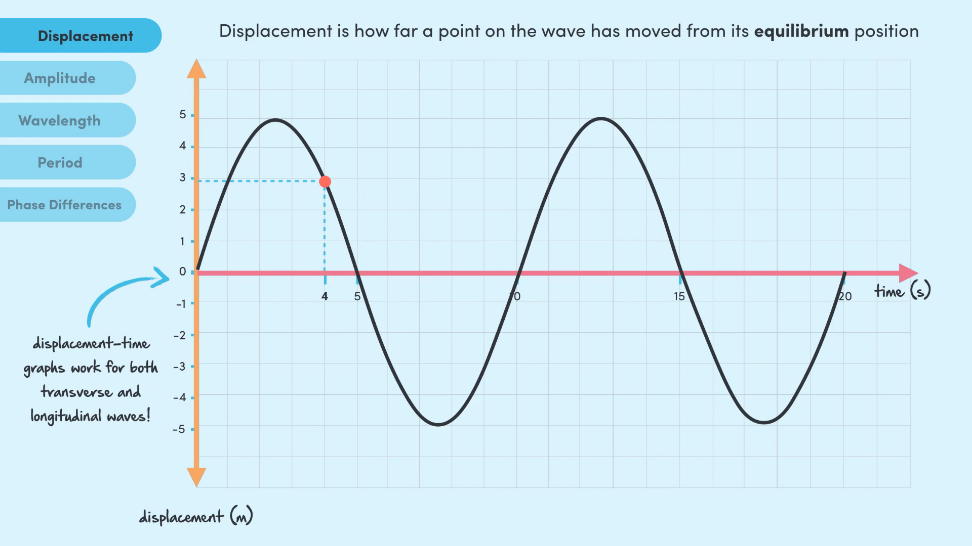 Displacement is how far a point on the wave has moved from its equilibrium position
Displacement
Amplitude
Wavelength
Period
Phase Differences
5
4
3
2
1
0
-1
-2
-3
-4
-5
4
5
10
15
20
time (s)
displacement-time
graphs work for both
transverse and
longitudinal waves!
displacement (m)